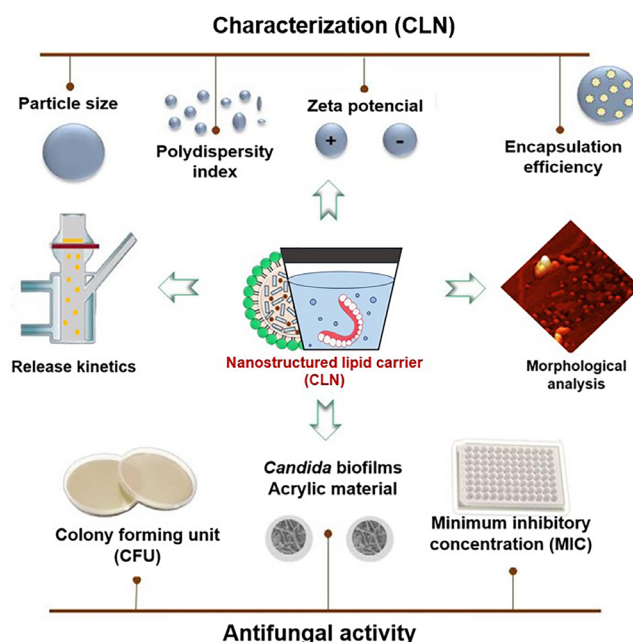 Characterization (CLN)
Particle size
Polydispersity
index
Zeta potencial
+
-
Encapsulation
efficiency
Release kinetics
Nanostructured lipid carrier
(CLN)
Morphological
analysis
Colony forming unit
(CFU)
Candida biofilms
Acrylic material
Minimum inhibitory
concentration (MIC)
Antifungal activity